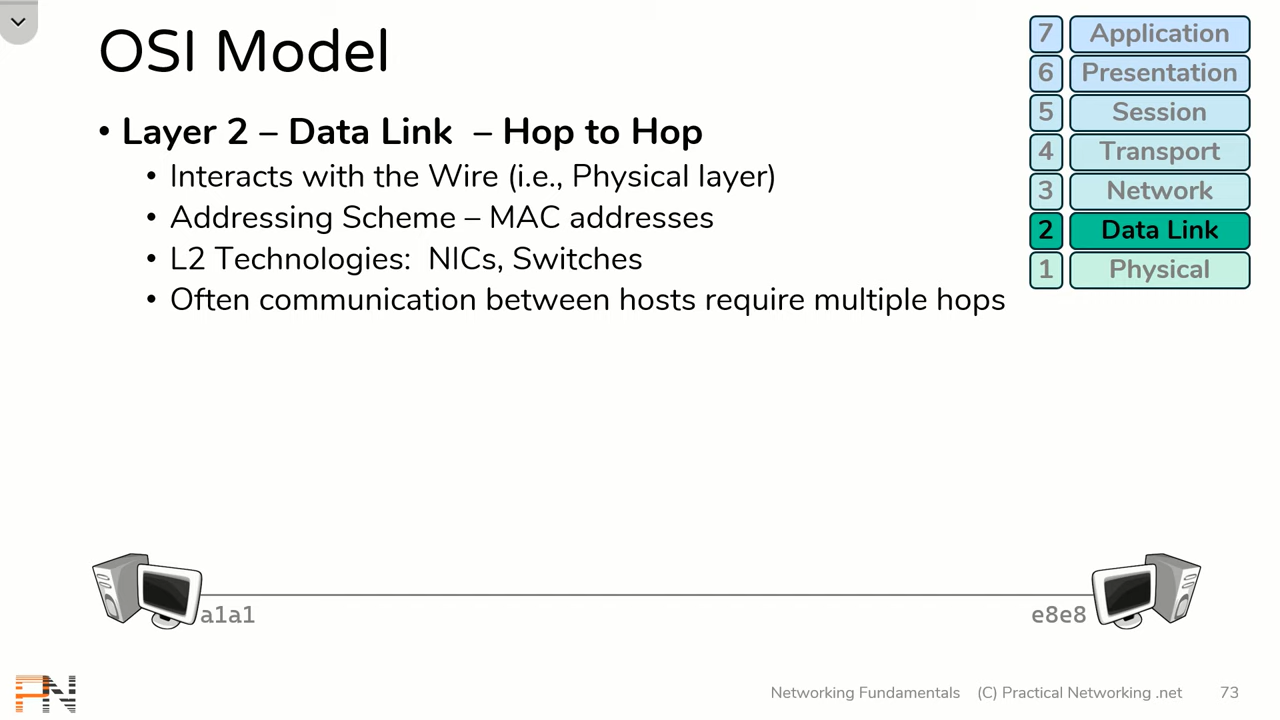 OSI Model
• Layer 2 – Data Link – Hop to Hop
• Interacts with the Wire (i.e., Physical layer)
• Addressing Scheme – MAC addresses
• L2 Technologies: NICs, Switches
• Often communication between hosts require multiple hops
7 Application
6 Presentation
5 Session
4 Transport
3 Network
2 Data Link
1 Physical
a1a1
e8e8
PN
Networking Fundamentals (C) Practical Networking .net 73